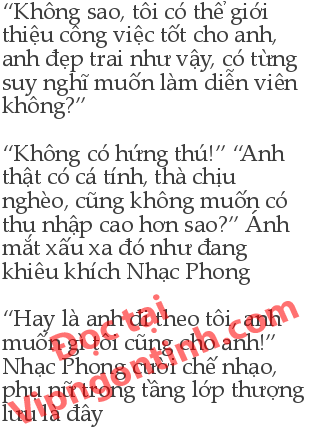 “Không sao, tôi có thể giới
thiệu công việc tốt cho anh,
anh đẹp trai như vậy, có từng
suy nghĩ muốn làm diễn viên
không?”
“Không có hứng thú!” “Anh
thật có cá tính, thà chịu
nghèo, cũng không muốn có
thu nhập cao hơn sao?” Ánh
mắt xấu xa đó như đang
khiêu khích Nhạc Phong
“Hay là anh đi theo tôi, anh
muốn gì tôi cũng cho anh!”
Nhạc Phong cười chế nhạo,
phụ nữ trong tầng lớp thượng
lưu là đây
Đọc tại
Vipngontinh.com